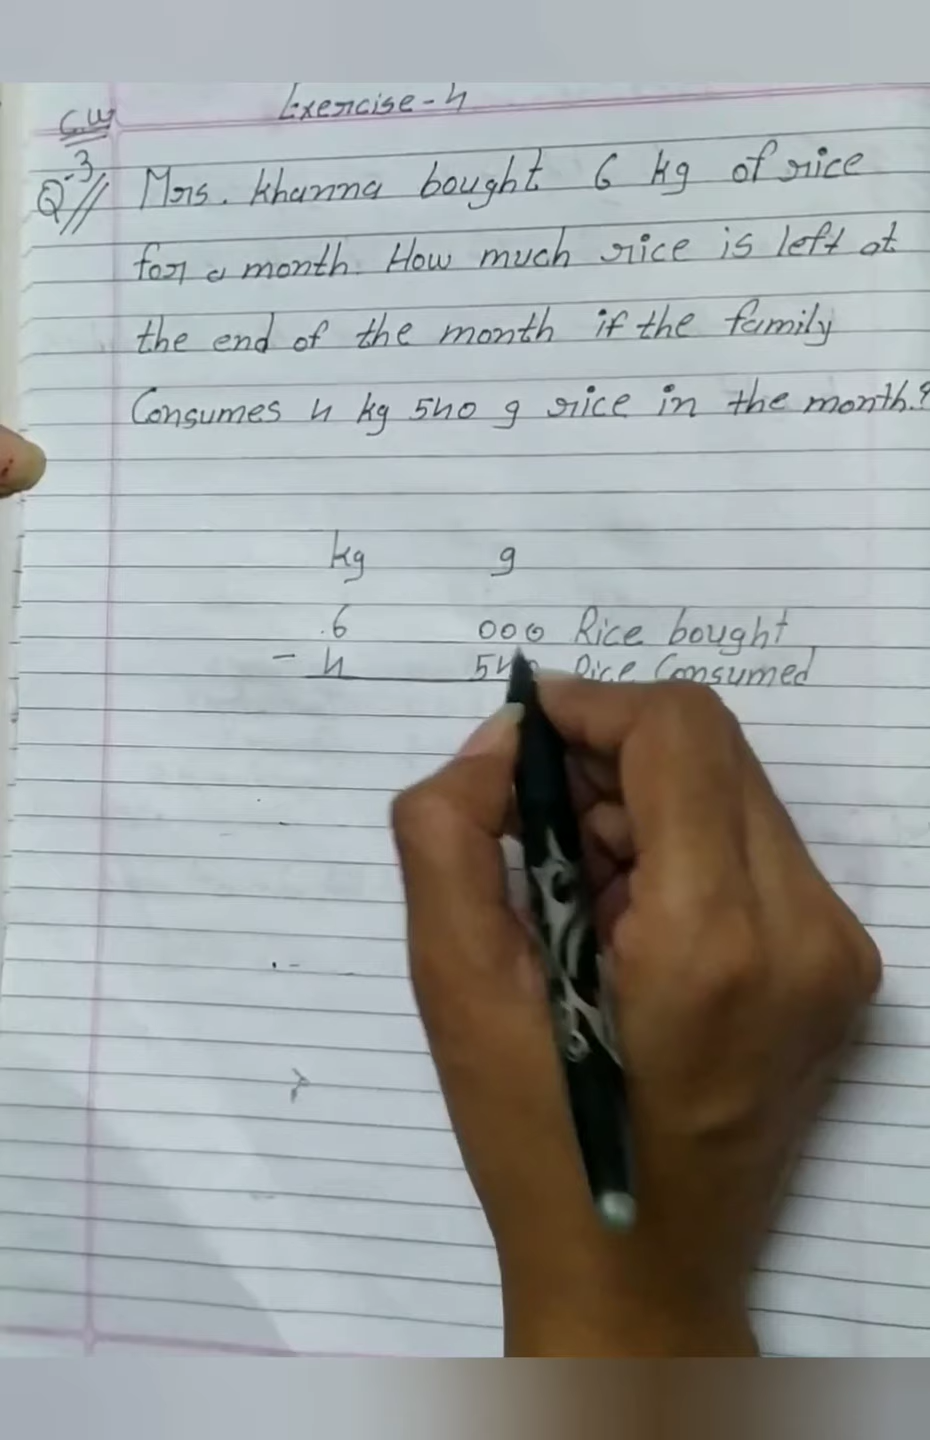 Exercise-4
C.W
Q-3 Mrs. Khanna bought 6 kg of rice
for a month. How much rice is left at
the end of the month if the family
Consumes 4 kg 540 g rice in the month.?
kg g
6 000 Rice bought
- 4 540 Rice Consumed